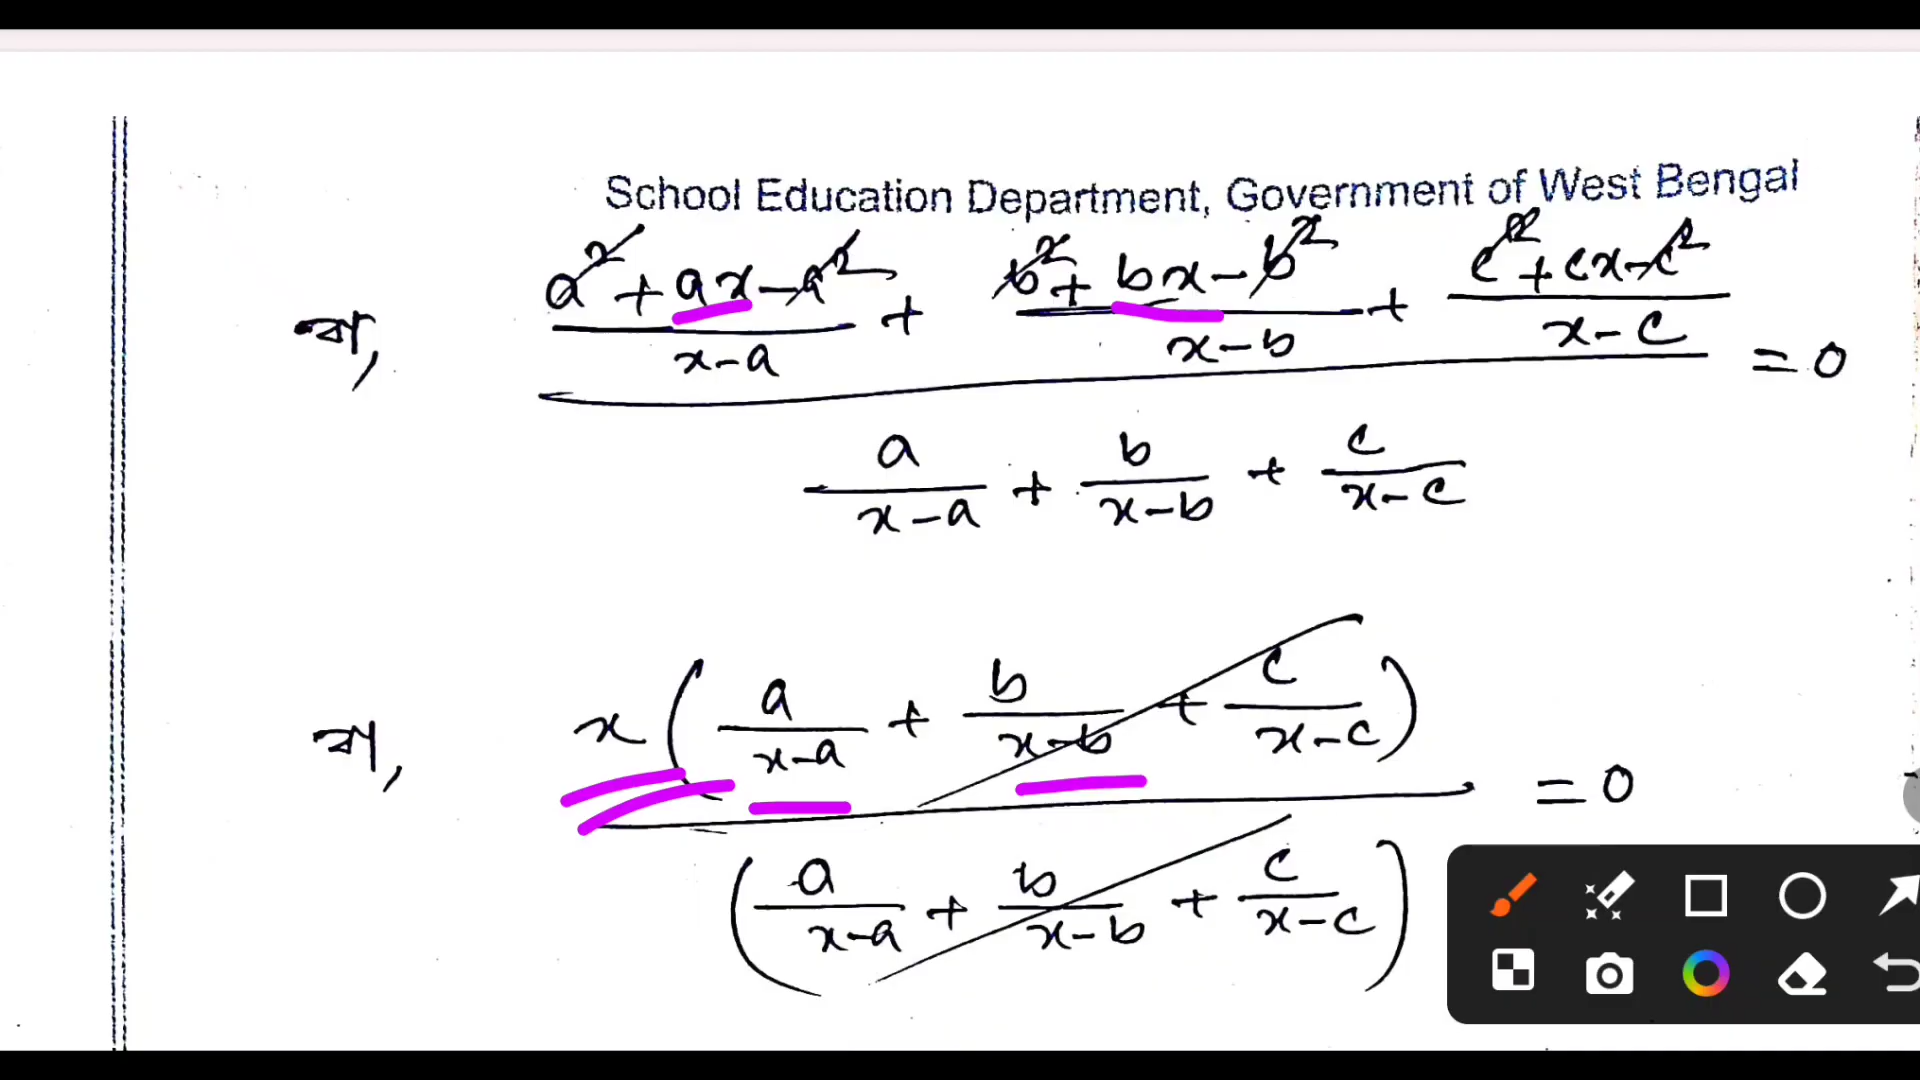 School Education Department, Government of West Bengal
a² + ax - a² + b² + bx - b² + c² + cx - c²
বা, x-a x-b x-c = 0
a + b + c
x-a x-b x-c
বা, x( a + b + c )
x-a x-b x-c = 0
( a + b + c )
x-a x-b x-c